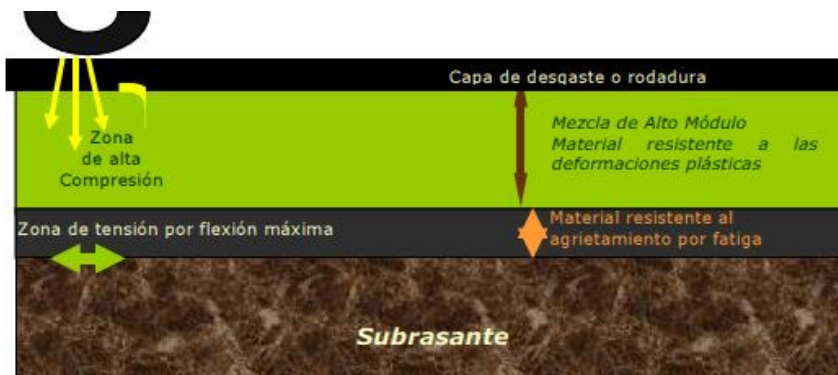 Capa de desgaste o rodadura
Zona
de alta
Compresión
Mezcla de Alto Módulo
Material resistente a las
deformaciones plásticas
Zona de tensión por flexión máxima
Material resistente al
agrietamiento por fatiga
Subrasante